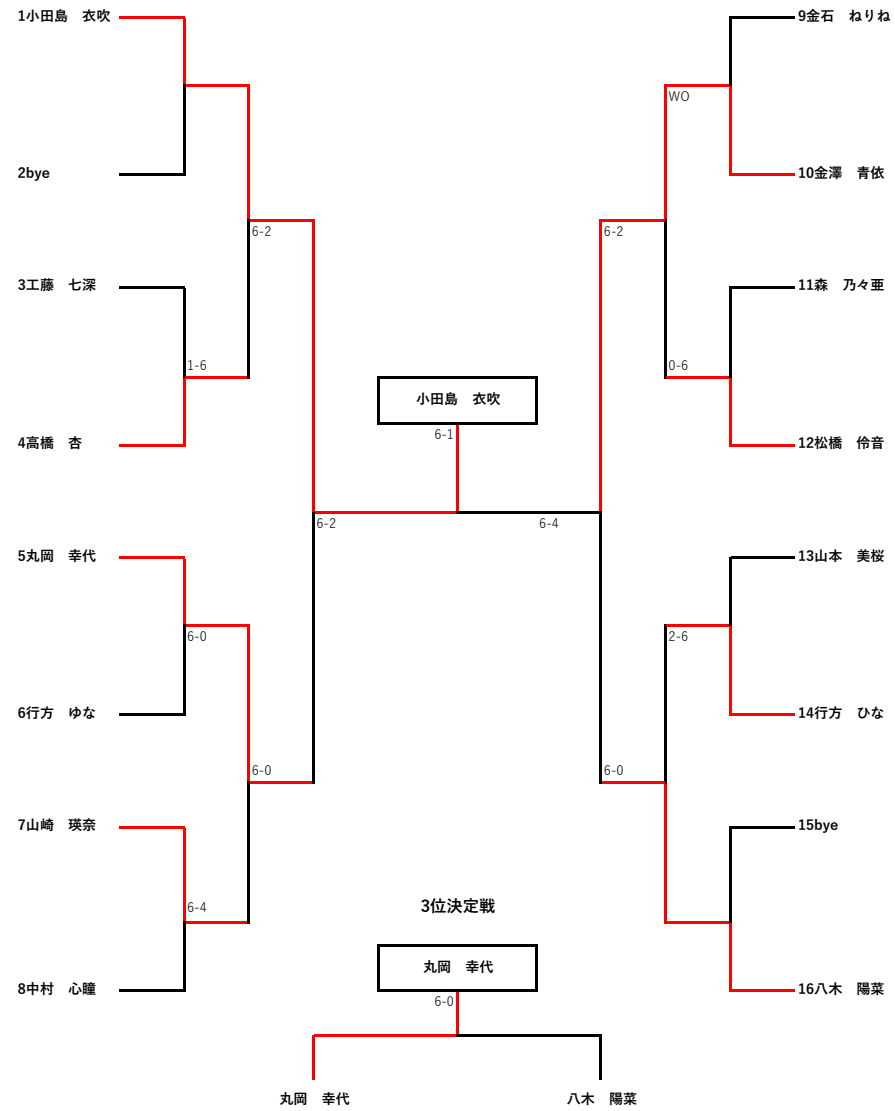 1小田島　衣吹
9金石　ねりね
WO
2bye
10金澤　青依
6-2
6-2
3工藤　七深
11森　乃々亜
1-6
0-6
小田島　衣吹
6-1
4高橋　杏
12松橋　伶音
6-2
6-4
5丸岡　幸代
13山本　美桜
6-0
2-6
6行方　ゆな
14行方　ひな
6-0
6-0
7山崎　瑛奈
15bye
6-4
3位決定戦
丸岡　幸代
8中村　心瞳
16八木　陽菜
6-0
丸岡　幸代
八木　陽菜